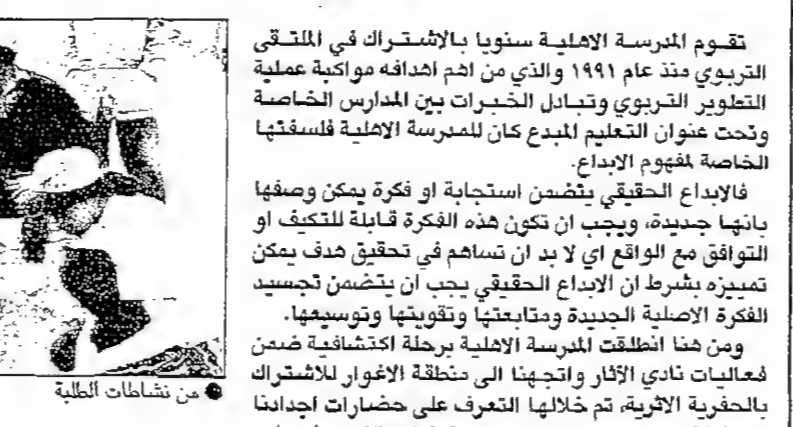 تقوم المدرسة الاهلية سنويا بالاشتراك في الملتقى
التربوي منذ عام ١٩٩١ والذي من اهم اهدافه مواكبة عملية
التطوير التربوي وتبادل الخبرات بين المدارس الخاصة
وتحت عنوان التعليم المبدع كان للمدرسة الاهلية فلسفتها
الخاصة لمفهوم الابداع.
فالابداع الحقيقي يتضمن استجابة او فكرة يمكن وصفها
بانها جديدة، ويجب ان تكون هذه الفكرة قابلة للتكيف او
التوافق مع الواقع اي لا بد ان تساهم في تحقيق هدف يمكن
تمييزه بشرط ان الابداع الحقيقي يجب ان يتضمن تجسيد
الفكرة الاصلية الجديدة ومتابعتها وتقويتها وتوسيعها.
ومن هنا انطلقت المدرسة الاهلية برحلة اكتشافية ضمن
فعاليات نادي الآثار واتجهنا الى منطقة الاغوار للاشتراك
بالحفرية الاثرية، تم خلالها التعرف على حضارات اجدادنا
● من نشاطات الطلبة